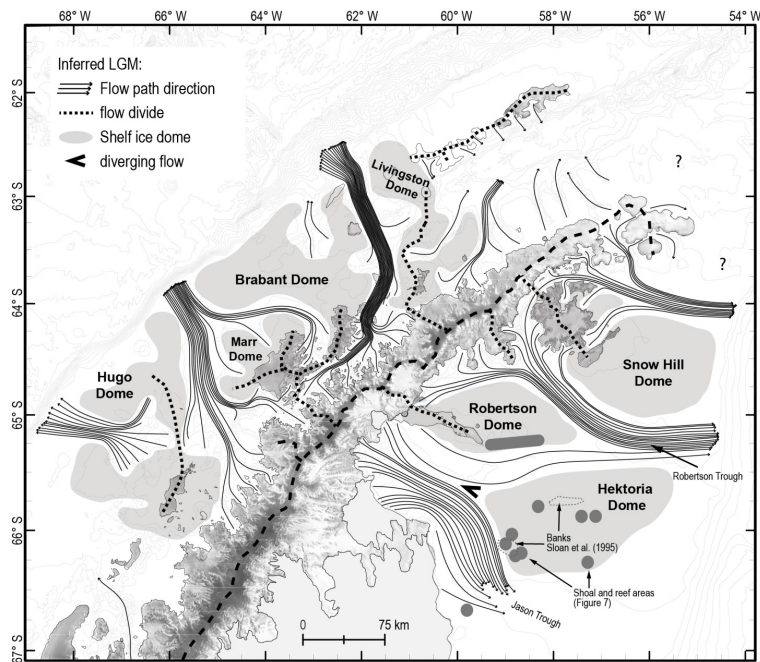 68° W 66° W 64° W 62° W 60° W 58° W 56° W 54° W
Inferred LGM:
Flow path direction
flow divide
Shelf ice dome
diverging flow
62° S
63° S
64° S
65° S
66° S
67° S
?
?
Livingston
Dome
Brabant Dome
Marr
Dome
Hugo
Dome
Snow Hill
Dome
Robertson
Dome
Robertson Trough
Hektoria
Dome
Banks
Sloan et al. (1995)
Shoal and reef areas
(Figure 7)
Jason Trough
0 75 km